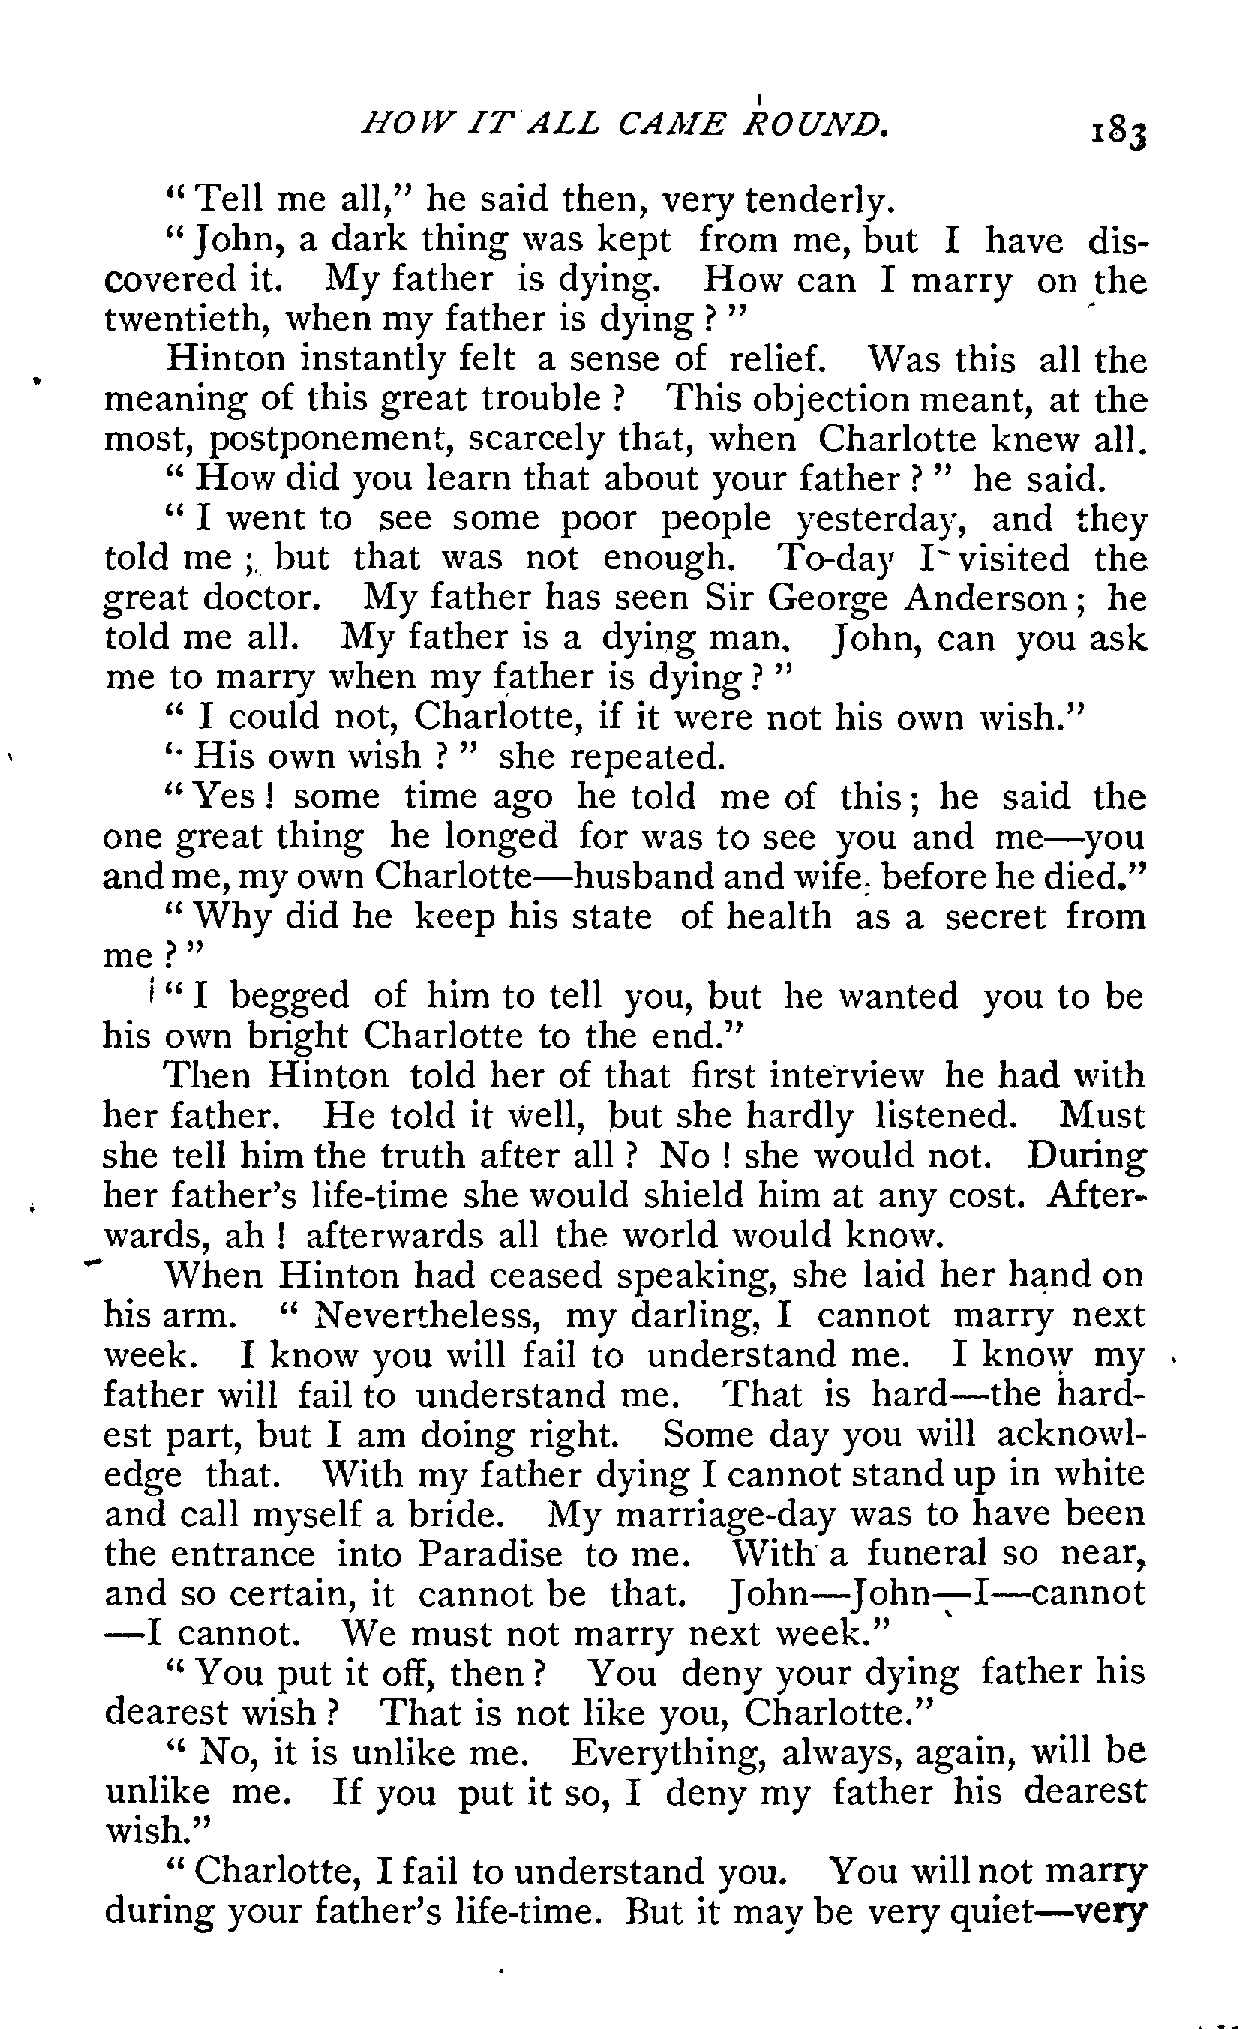 HOW IT ALL CAME ROUND. 183
"Tell me all," he said then, very tenderly.
"John, a dark thing was kept from me, but I have dis-
covered it. My father is dying. How can I marry on the
twentieth, when my father is dying?"
Hinton instantly felt a sense of relief. Was this all the
meaning of this great trouble? This objection meant, at the
most, postponement, scarcely that, when Charlotte knew all.
"How did you learn that about your father?" he said.
"I went to see some poor people yesterday, and they
told me; but that was not enough. To-day I visited the
great doctor. My father has seen Sir George Anderson; he
told me all. My father is a dying man. John, can you ask
me to marry when my father is dying?"
"I could not, Charlotte, if it were not his own wish."
"His own wish?" she repeated.
"Yes! some time ago he told me of this; he said the
one great thing he longed for was to see you and me—you
and me, my own Charlotte—husband and wife, before he died."
"Why did he keep his state of health as a secret from
me?"
"I begged of him to tell you, but he wanted you to be
his own bright Charlotte to the end."
Then Hinton told her of that first interview he had with
her father. He told it well, but she hardly listened. Must
she tell him the truth after all? No! she would not. During
her father's life-time she would shield him at any cost. After-
wards, ah! afterwards all the world would know.
When Hinton had ceased speaking, she laid her hand on
his arm. "Nevertheless, my darling, I cannot marry next
week. I know you will fail to understand me. I know my
father will fail to understand me. That is hard—the hard-
est part, but I am doing right. Some day you will acknowl-
edge that. With my father dying I cannot stand up in white
and call myself a bride. My marriage-day was to have been
the entrance into Paradise to me. With a funeral so near,
and so certain, it cannot be that. John—John—I—cannot
—I cannot. We must not marry next week."
"You put it off, then? You deny your dying father his
dearest wish? That is not like you, Charlotte."
"No, it is unlike me. Everything, always, again, will be
unlike me. If you put it so, I deny my father his dearest
wish."
"Charlotte, I fail to understand you. You will not marry
during your father's life-time. But it may be very quiet—very